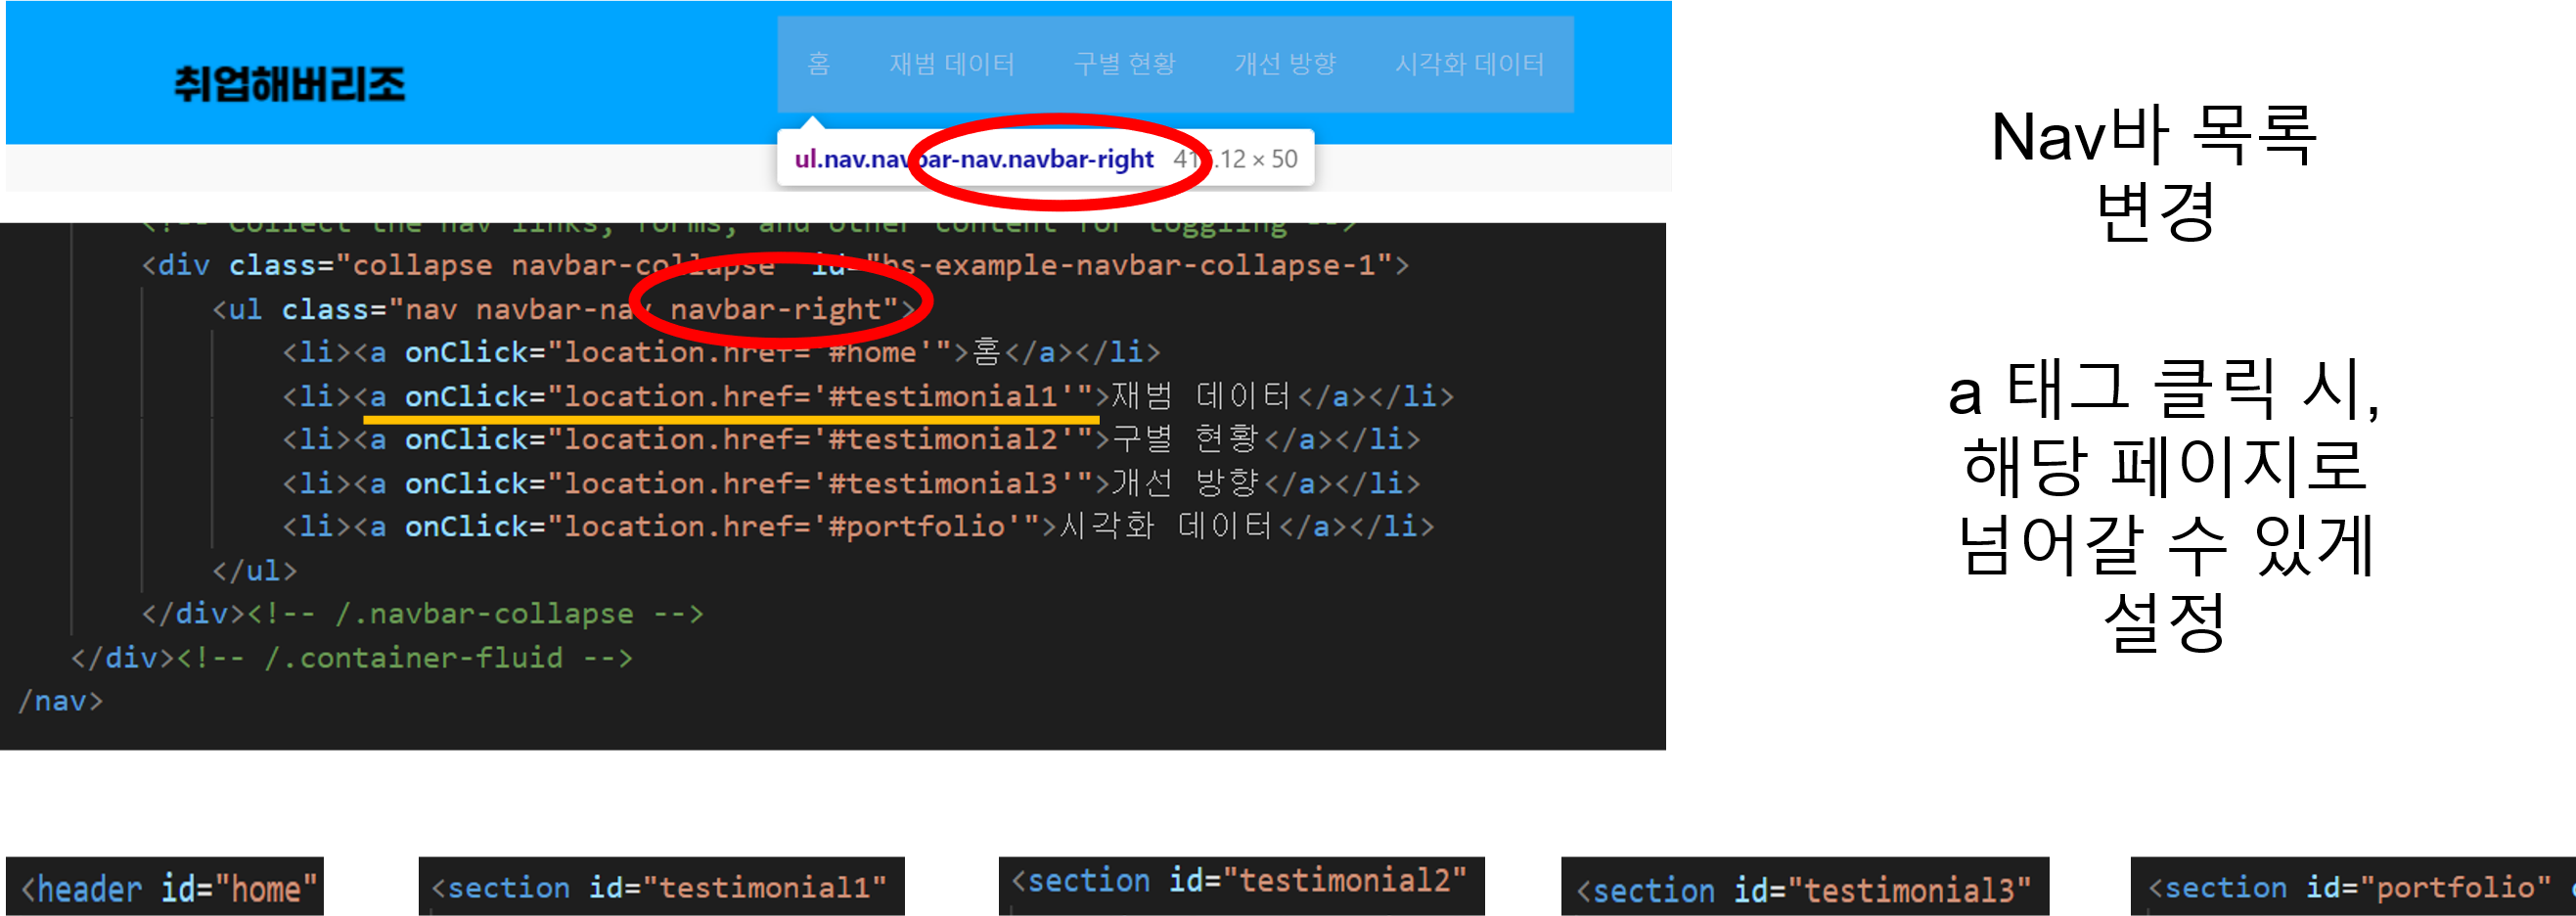 취업해버리조
홈 재범 데이터 구별 현황 개선 방향 시각화 데이터
ul.nav.navbar-nav.navbar-right 415.12 × 50
<!-- Collect the nav links, forms, and other content for toggling -->
<div class="collapse navbar-collapse" id="bs-example-navbar-collapse-1">
<ul class="nav navbar-nav navbar-right">
<li><a onClick="location.href='#home'">홈</a></li>
<li><a onClick="location.href='#testimonial1'">재범 데이터</a></li>
<li><a onClick="location.href='#testimonial2'">구별 현황</a></li>
<li><a onClick="location.href='#testimonial3'">개선 방향</a></li>
<li><a onClick="location.href='#portfolio'">시각화 데이터</a></li>
</ul>
</div><!-- /.navbar-collapse -->
</div><!-- /.container-fluid -->
/nav>
Nav바 목록
변경
a 태그 클릭 시,
해당 페이지로
넘어갈 수 있게
설정
<header id="home"
<section id="testimonial1"
<section id="testimonial2"
<section id="testimonial3"
<section id="portfolio"